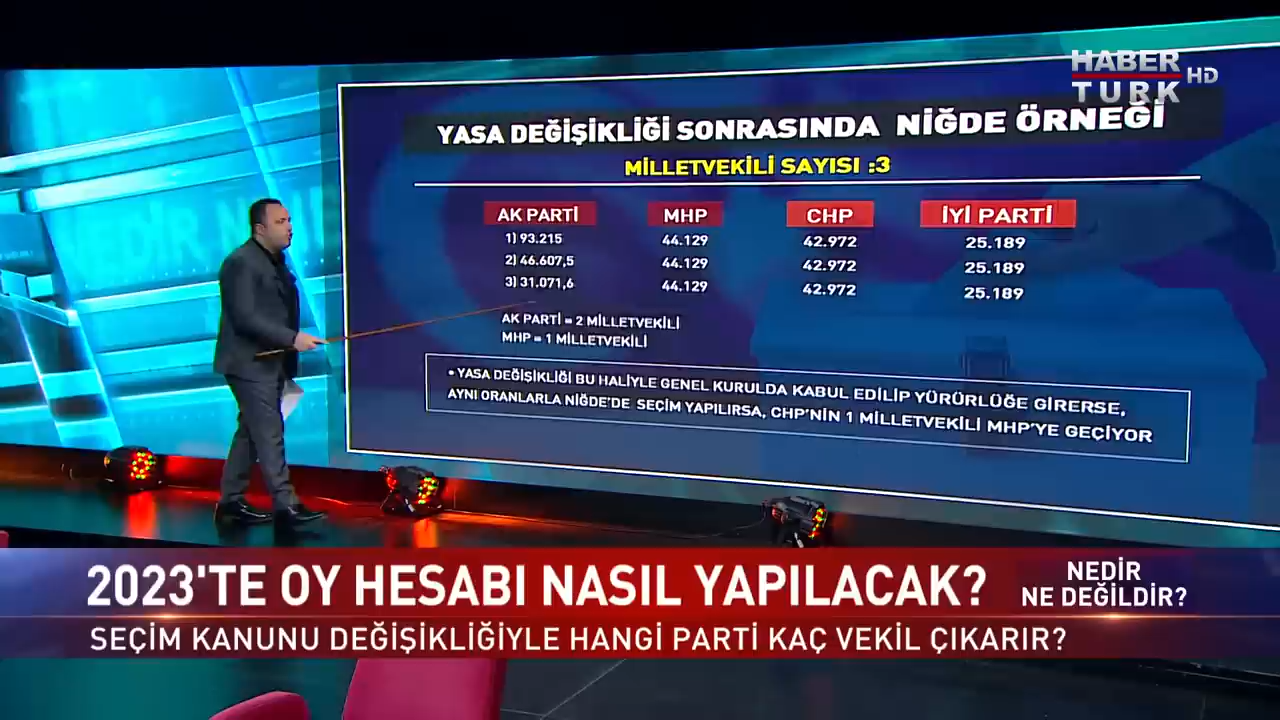 HABER
TURK HD
YASA DEĞİŞİKLİĞİ SONRASINDA NİĞDE ÖRNEĞİ
MİLLETVEKİLİ SAYISI :3
AK PARTİ MHP CHP İYİ PARTİ
1) 93.215 44.129 42.972 25.189
2) 46.607,5 44.129 42.972 25.189
3) 31.071,6 44.129 42.972 25.189
AK PARTİ = 2 MİLLETVEKİLİ
MHP = 1 MİLLETVEKİLİ
• YASA DEĞİŞİKLİĞİ BU HALİYLE GENEL KURULDA KABUL EDİLİP YÜRÜRLÜĞE GİRERSE,
AYNI ORANLARLA NİĞDE'DE SEÇİM YAPILIRSA, CHP'NİN 1 MİLLETVEKİLİ MHP'YE GEÇİYOR
2023'TE OY HESABI NASIL YAPILACAK?
NEDİR
NE DEĞİLDİR?
SEÇİM KANUNU DEĞİŞİKLİĞİYLE HANGİ PARTİ KAÇ VEKİL ÇIKARIR?